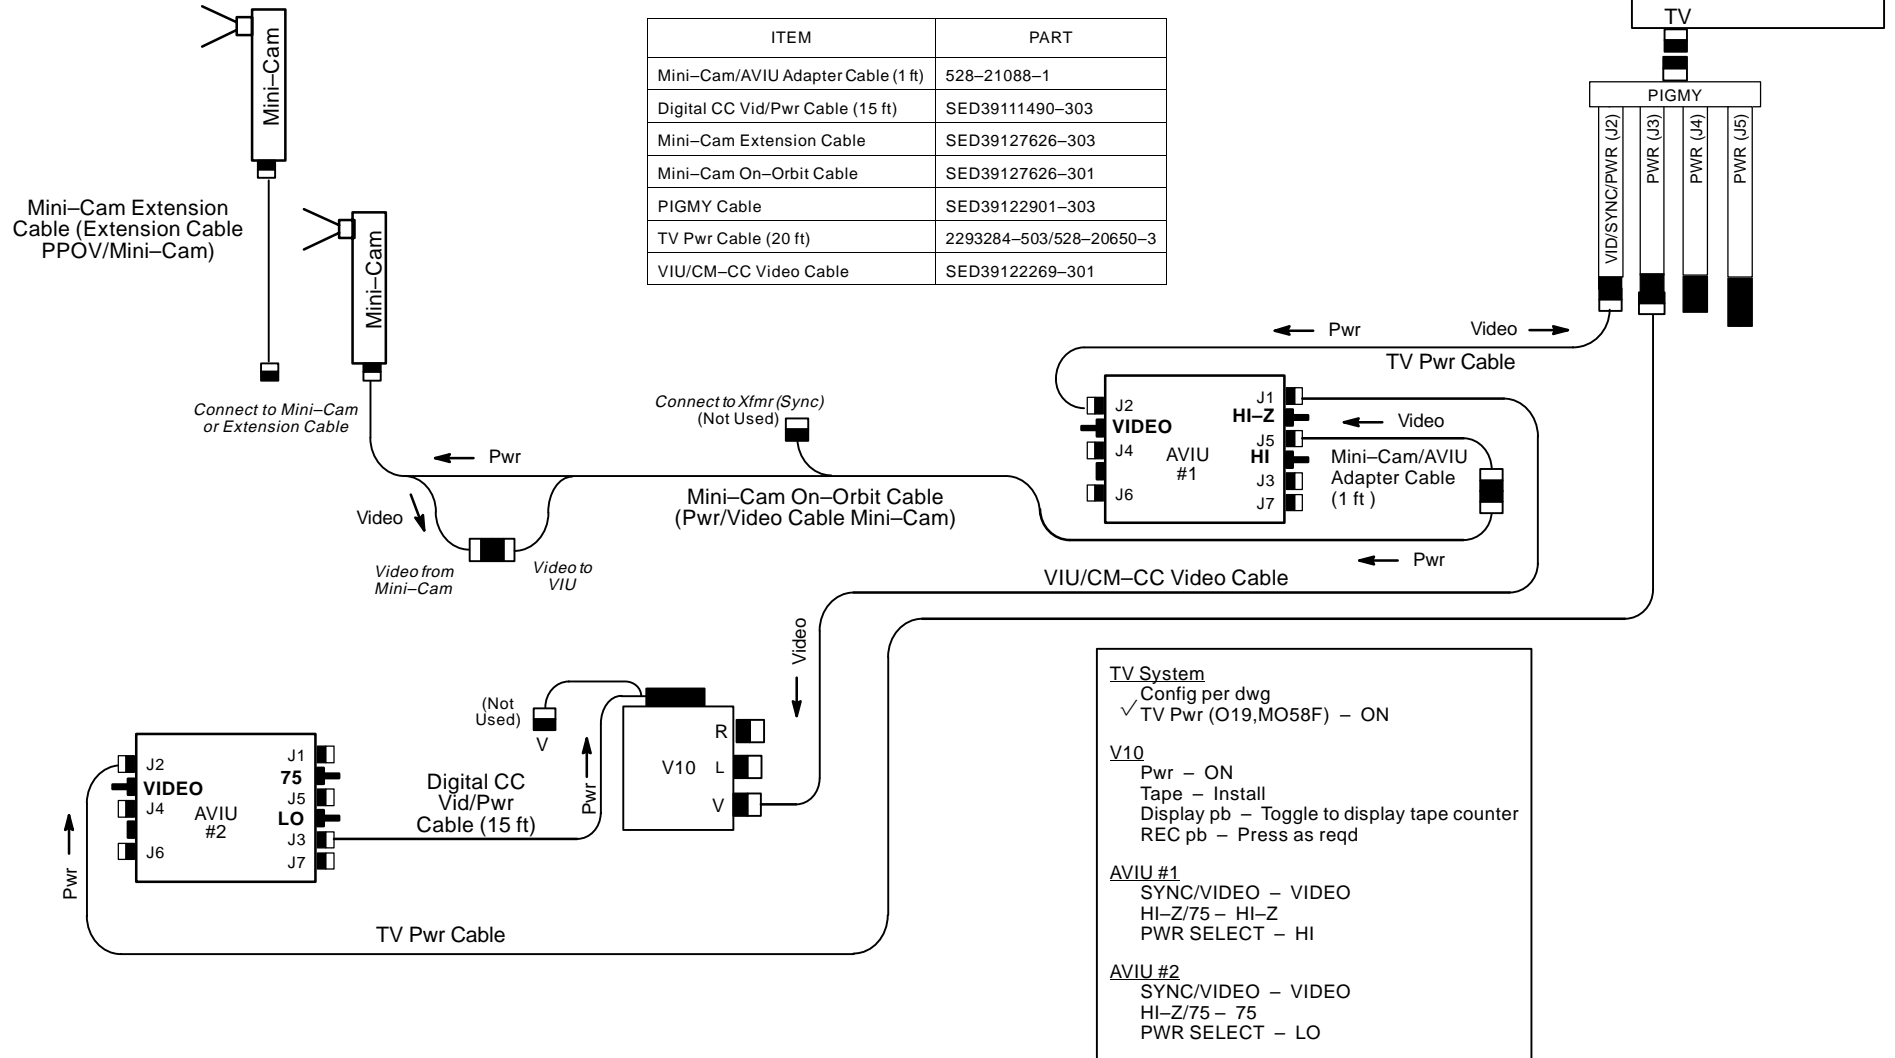 TV
PIGMY
VID/SYNC/PWR (J2)
PWR (J3)
PWR (J4)
PWR (J5)
ITEM PART
Mini–Cam/AVIU Adapter Cable (1 ft) 528–21088–1
Digital CC Vid/Pwr Cable (15 ft) SED39111490–303
Mini–Cam Extension Cable SED39127626–303
Mini–Cam On–Orbit Cable SED39127626–301
PIGMY Cable SED39122901–303
TV Pwr Cable (20 ft) 2293284–503/528–20650–3
VIU/CM–CC Video Cable SED39122269–301
Mini–Cam
Mini–Cam Extension
Cable (Extension Cable
PPOV/Mini–Cam)
Mini–Cam
Connect to Mini–Cam
or Extension Cable
Pwr
Video
Video from
Mini–Cam
Video to
VIU
Connect to Xfmr (Sync)
(Not Used)
Mini–Cam On–Orbit Cable
(Pwr/Video Cable Mini–Cam)
Pwr
Video
TV Pwr Cable
J2
VIDEO
J4
J6
AVIU
#1
J1
HI–Z
J5
HI
J3
J7
Video
Mini–Cam/AVIU
Adapter Cable
(1 ft )
Pwr
VIU/CM–CC Video Cable
Video
(Not
Used)
V
Pwr
V10
R
L
V
J2
VIDEO
J4
J6
AVIU
#2
J1
75
J5
LO
J3
J7
Digital CC
Vid/Pwr
Cable (15 ft)
Pwr
TV Pwr Cable
TV System
Config per dwg
√ TV Pwr (O19,MO58F) – ON
V10
Pwr – ON
Tape – Install
Display pb – Toggle to display tape counter
REC pb – Press as reqd
AVIU #1
SYNC/VIDEO – VIDEO
HI–Z/75 – HI–Z
PWR SELECT – HI
AVIU #2
SYNC/VIDEO – VIDEO
HI–Z/75 – 75
PWR SELECT – LO